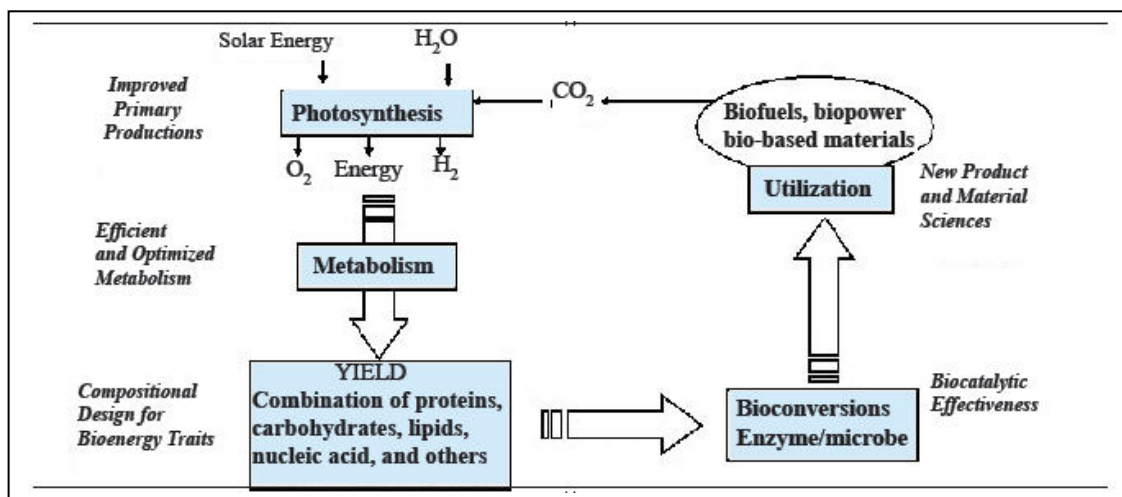 Solar Energy
H₂O
Improved
Primary
Productions
Photosynthesis
CO₂
Biofuels, biopower
bio-based materials
O₂
Energy
H₂
Utilization
New Product
and Material
Sciences
Efficient
and Optimized
Metabolism
Metabolism
Compositional
Design for
Bioenergy Traits
YIELD
Combination of proteins,
carbohydrates, lipids,
nucleic acid, and others
Bioconversions
Enzyme/microbe
Biocatalytic
Effectiveness